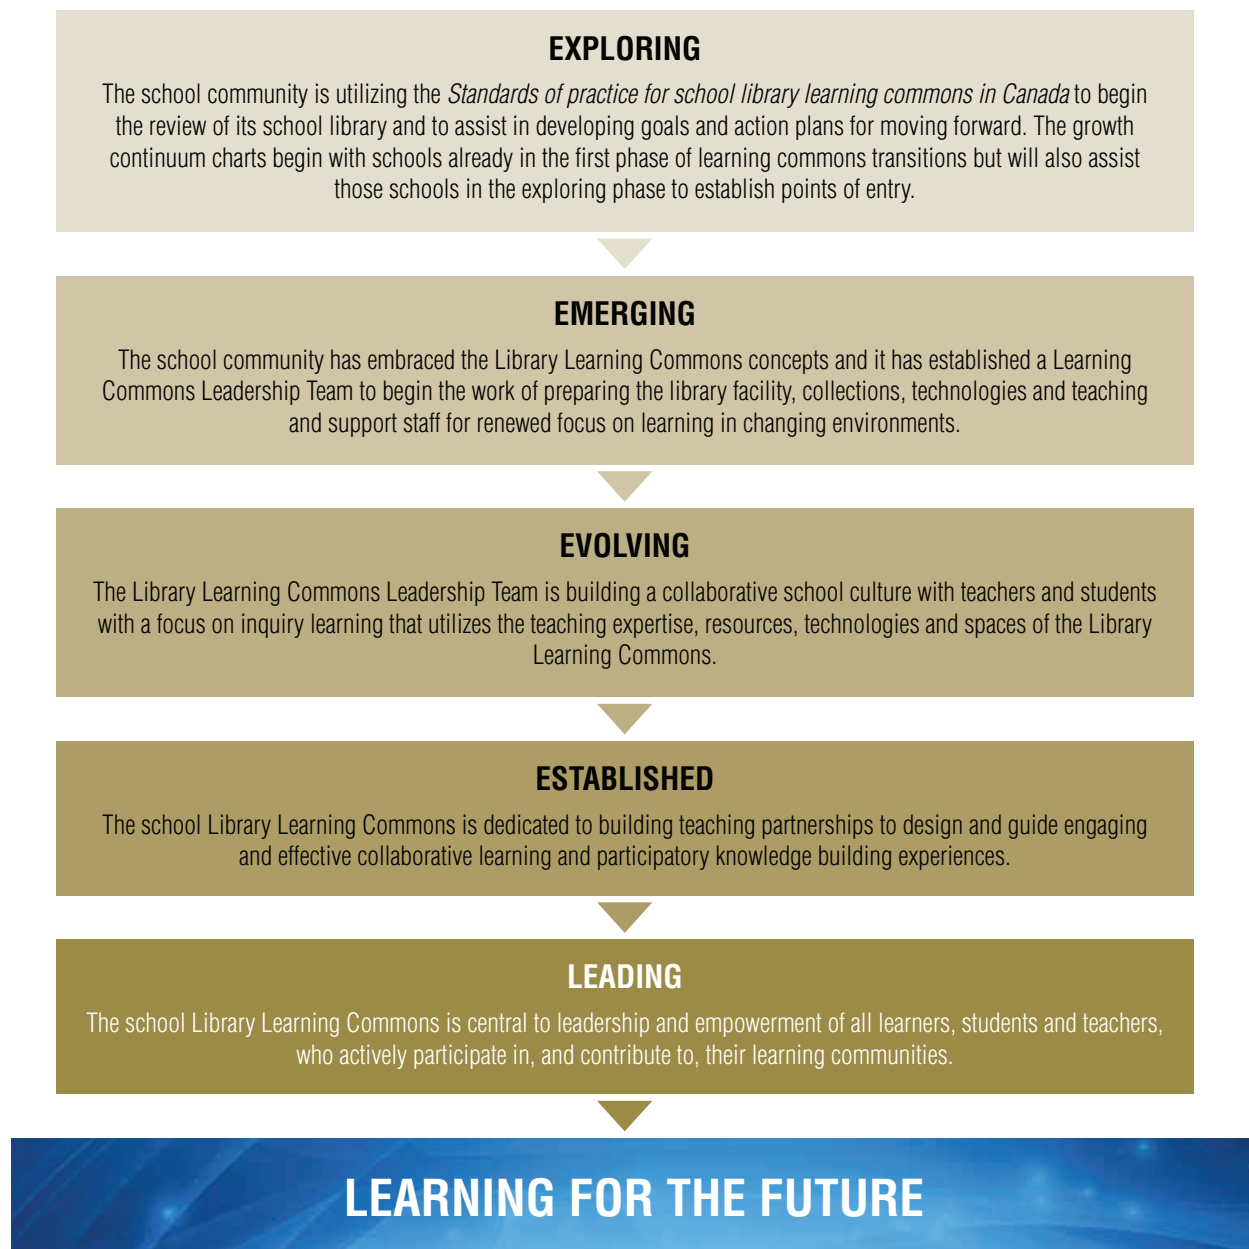 EXPLORING
The school community is utilizing the Standards of practice for school library learning commons in Canada to begin
the review of its school library and to assist in developing goals and action plans for moving forward. The growth
continuum charts begin with schools already in the first phase of learning commons transitions but will also assist
those schools in the exploring phase to establish points of entry.
EMERGING
The school community has embraced the Library Learning Commons concepts and it has established a Learning
Commons Leadership Team to begin the work of preparing the library facility, collections, technologies and teaching
and support staff for renewed focus on learning in changing environments.
EVOLVING
The Library Learning Commons Leadership Team is building a collaborative school culture with teachers and students
with a focus on inquiry learning that utilizes the teaching expertise, resources, technologies and spaces of the Library
Learning Commons.
ESTABLISHED
The school Library Learning Commons is dedicated to building teaching partnerships to design and guide engaging
and effective collaborative learning and participatory knowledge building experiences.
LEADING
The school Library Learning Commons is central to leadership and empowerment of all learners, students and teachers,
who actively participate in, and contribute to, their learning communities.
LEARNING FOR THE FUTURE